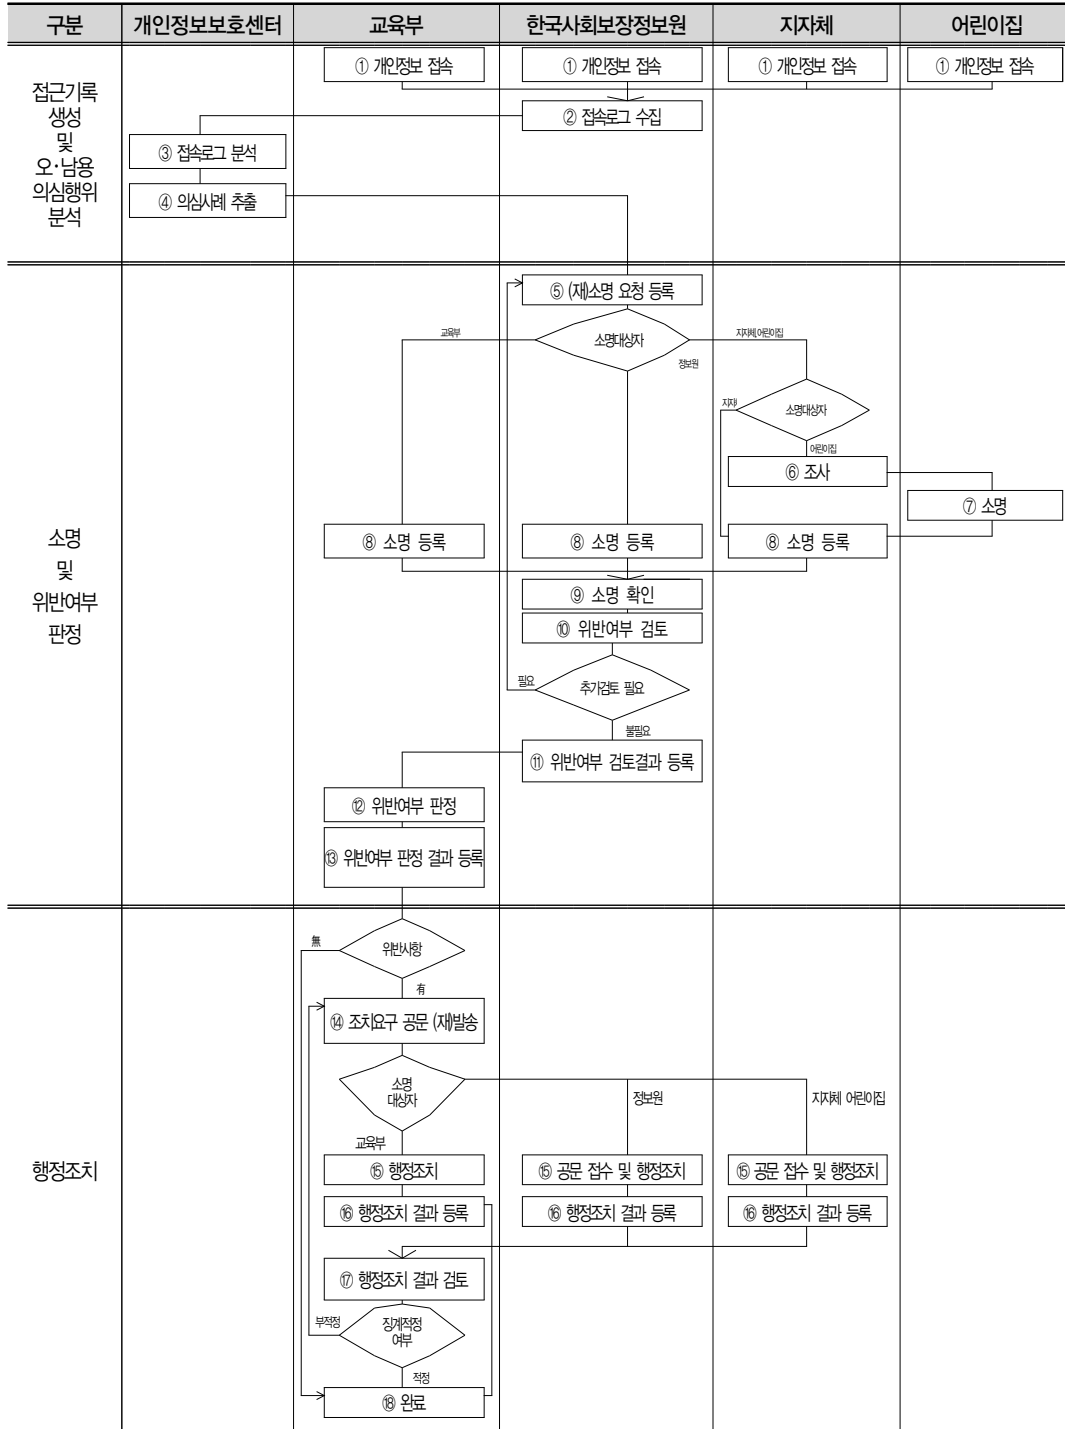 구분 개인정보보호센터 교육부 한국사회보장정보원 지자체 어린이집
접근기록
생성
및
오·남용
의심행위
분석
① 개인정보 접속 ① 개인정보 접속 ① 개인정보 접속 ① 개인정보 접속
② 접속로그 수집
③ 접속로그 분석
④ 의심사례 추출
소명
및
위반여부
판정
⑤ (재)소명 요청 등록
교육부 소명대상자 지자체,어린이집
정보원
지자체 소명대상자
어린이집
⑥ 조사
⑦ 소명
⑧ 소명 등록 ⑧ 소명 등록 ⑧ 소명 등록
⑨ 소명 확인
⑩ 위반여부 검토
필요 추가검토 필요
불필요
⑪ 위반여부 검토결과 등록
⑫ 위반여부 판정
⑬ 위반여부 판정 결과 등록
행정조치
無 위반사항
有
⑭ 조치요구 공문 (재)발송
소명
대상자
정보원 지자체 어린이집
교육부
⑮ 행정조치 ⑮ 공문 접수 및 행정조치 ⑮ 공문 접수 및 행정조치
⑯ 행정조치 결과 등록 ⑯ 행정조치 결과 등록 ⑯ 행정조치 결과 등록
⑰ 행정조치 결과 검토
부적정 징계적정
여부
적정
⑱ 완료